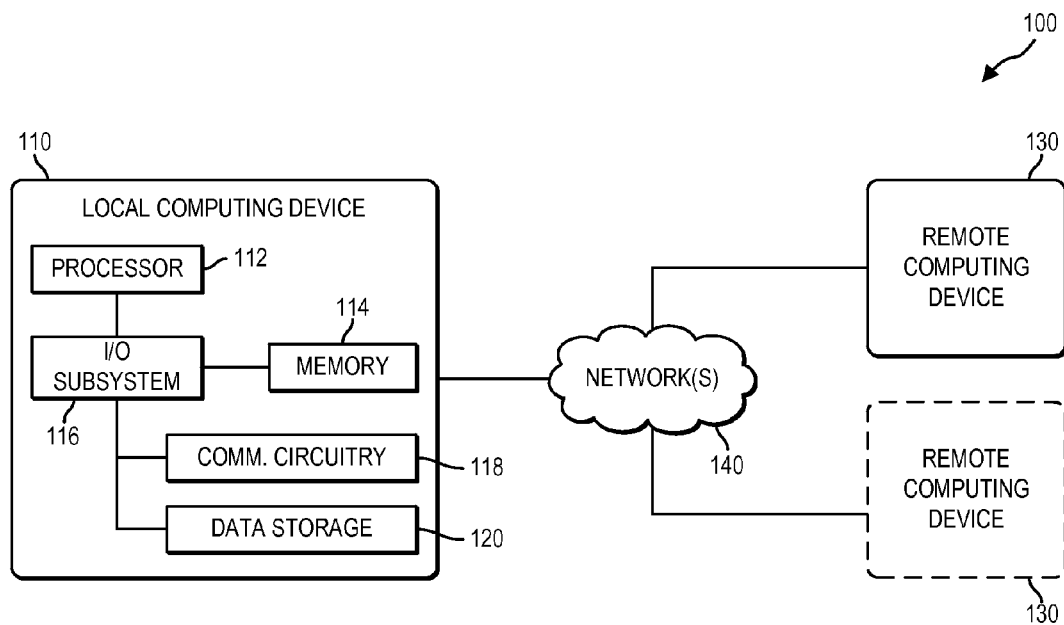 100
110
LOCAL COMPUTING DEVICE
PROCESSOR
112
I/O
SUBSYSTEM
116
114
MEMORY
COMM. CIRCUITRY
118
DATA STORAGE
120
NETWORK(S)
140
130
REMOTE
COMPUTING
DEVICE
REMOTE
COMPUTING
DEVICE
130